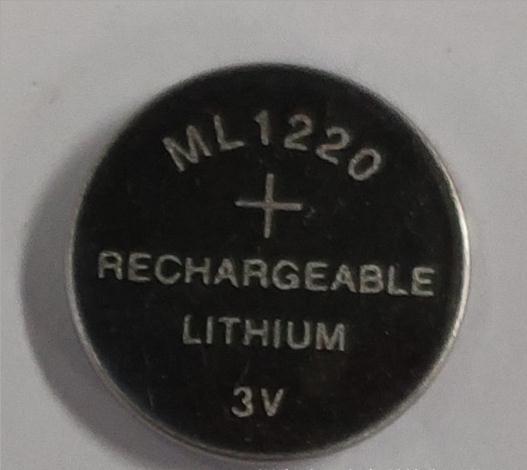 ML1220
+
RECHARGEABLE
LITHIUM
3V